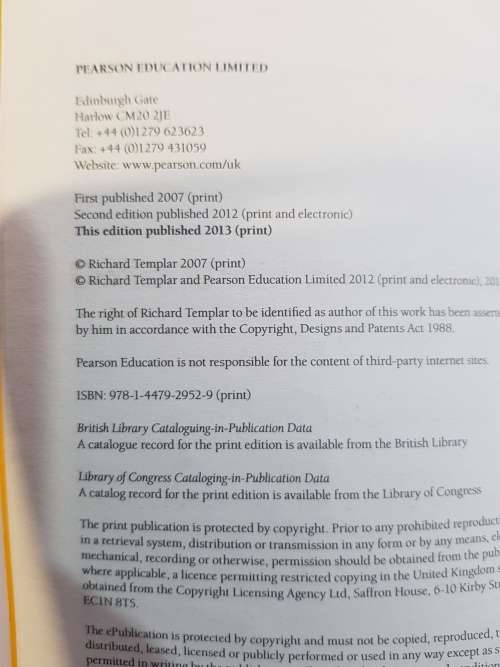 PEARSON EDUCATION LIMITED
Edinburgh Gate
Harlow CM20 2JE
Tel: +44 (0)1279 623623
Fax: +44 (0)1279 431059
Website: www.pearson.com/uk
First published 2007 (print)
Second edition published 2012 (print and electronic)
This edition published 2013 (print)
© Richard Templar 2007 (print)
© Richard Templar and Pearson Education Limited 2012 (print and electronic), 201
The right of Richard Templar to be identified as author of this work has been
by him in accordance with the Copyright, Designs and Patents Act 1988.
Pearson Education is not responsible for the content of third-party internet sites.
ISBN: 978-1-4479-2952-9 (print)
British Library Cataloguing-in-Publication Data
A catalogue record for the print edition is available from the British Library
Library of Congress Cataloging-in-Publication Data
A catalog record for the print edition is available from the Library of Congress
The print publication is protected by copyright. Prior to any prohibited
in a retrieval system, distribution or transmission in any form or by any means,
mechanical, recording or otherwise, permission should be obtained from the
where applicable, a licence permitting restricted copying in the United Kingdom
obtained from the Copyright Licensing Agency Ltd, Saffron House, 6-10 Kirby
EC1N 8TS.
The ePublication is protected by copyright and must not be copied, reproduced,
distributed, leased, licensed or publicly performed or used in any way except as
permitted in writing by the